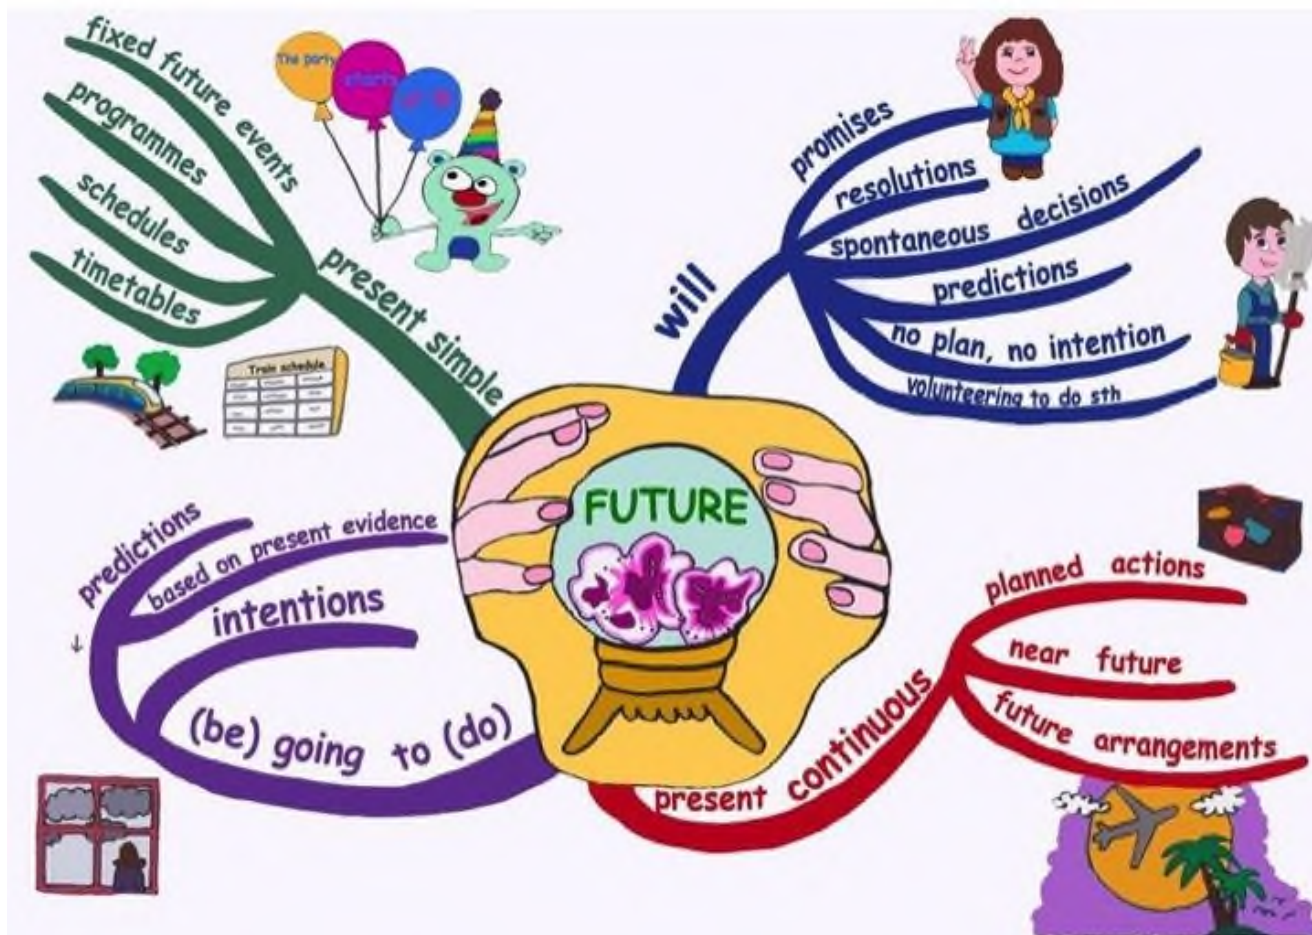 fixed future events
programmes
schedules
timetables
present simple
The party
starts
Train schedule
will
promises
resolutions
spontaneous decisions
predictions
no plan, no intention
volunteering to do sth
FUTURE
predictions
based on present evidence
intentions
(be) going to (do)
present continuous
planned actions
near future
future arrangements